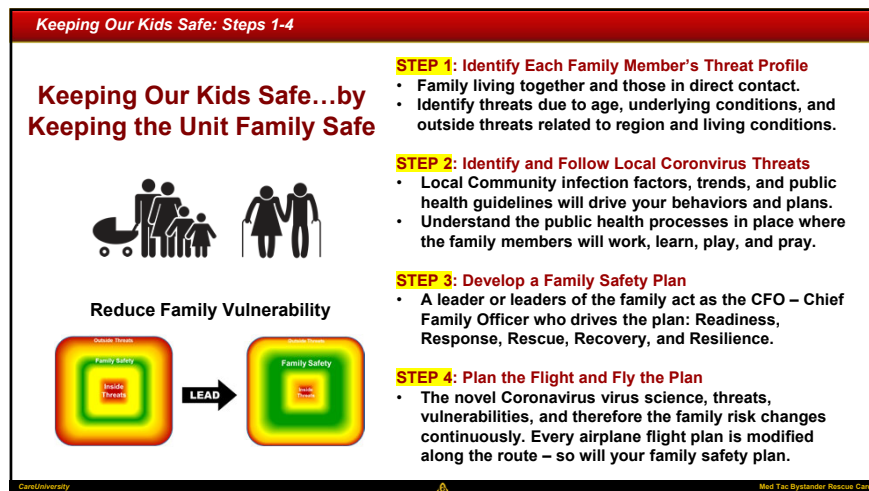 Keeping Our Kids Safe: Steps 1-4
Keeping Our Kids Safe…by
Keeping the Unit Family Safe
Reduce Family Vulnerability
Outside Threats
Family Safety
Inside
Threats
LEAD
Outside Threats
Family Safety
Inside
Threats
STEP 1: Identify Each Family Member’s Threat Profile
• Family living together and those in direct contact.
• Identify threats due to age, underlying conditions, and
outside threats related to region and living conditions.
STEP 2: Identify and Follow Local Coronvirus Threats
• Local Community infection factors, trends, and public
health guidelines will drive your behaviors and plans.
• Understand the public health processes in place where
the family members will work, learn, play, and pray.
STEP 3: Develop a Family Safety Plan
• A leader or leaders of the family act as the CFO – Chief
Family Officer who drives the plan: Readiness,
Response, Rescue, Recovery, and Resilience.
STEP 4: Plan the Flight and Fly the Plan
• The novel Coronavirus virus science, threats,
vulnerabilities, and therefore the family risk changes
continuously. Every airplane flight plan is modified
along the route – so will your family safety plan.
CareUniversity
Med Tac Bystander Rescue Care